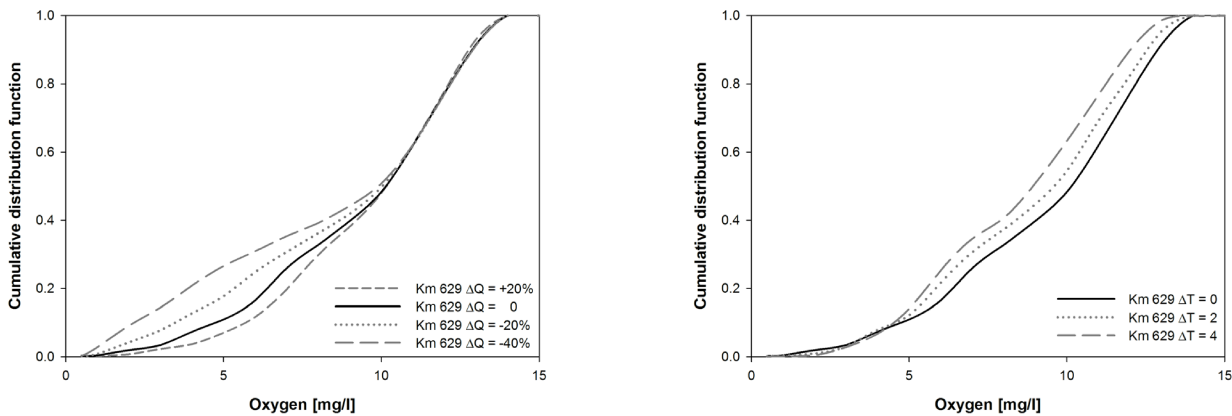 Cumulative distribution function
1.0
0.8
0.6
0.4
0.2
0.0
Km 629 ΔQ = +20%
Km 629 ΔQ = 0
Km 629 ΔQ = -20%
Km 629 ΔQ = -40%
0 5 10 15
Oxygen [mg/l]
Cumulative distribution function
1.0
0.8
0.6
0.4
0.2
0.0
Km 629 ΔT = 0
Km 629 ΔT = 2
Km 629 ΔT = 4
0 5 10 15
Oxygen [mg/l]